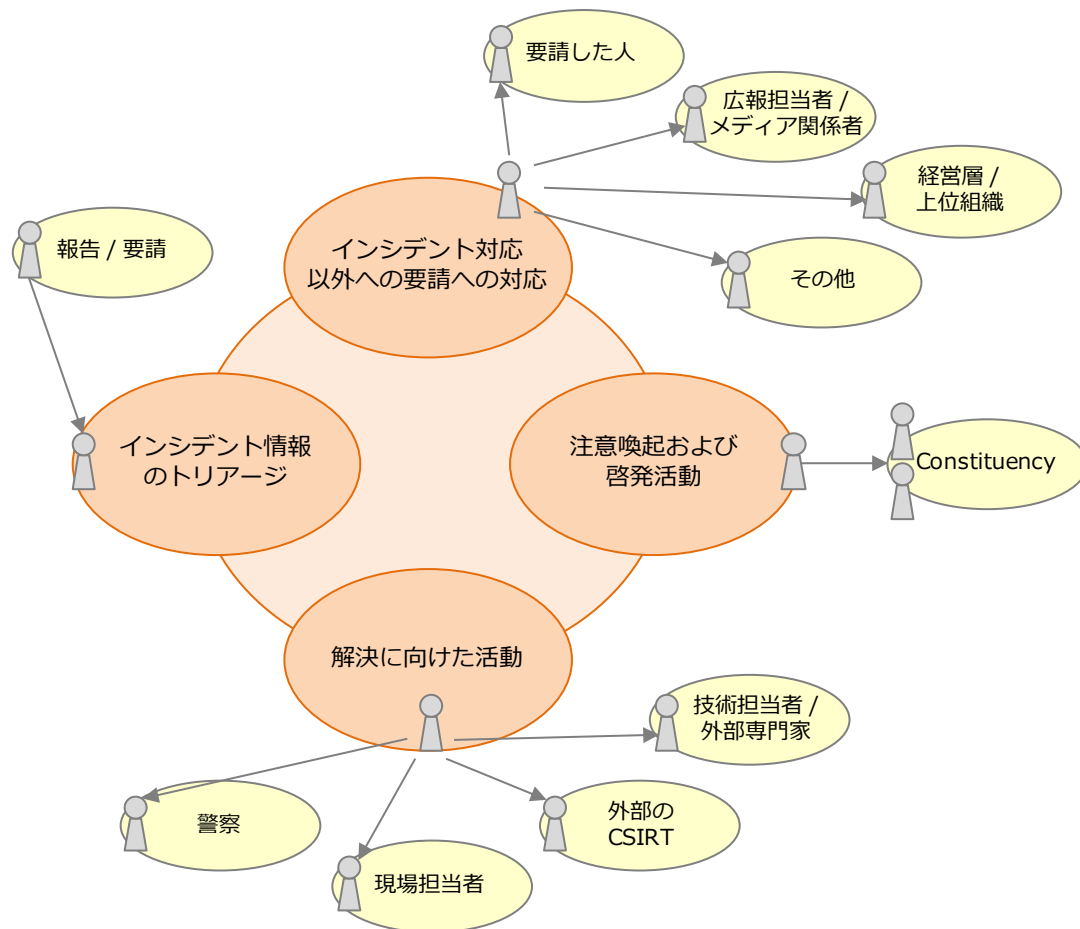 要請した人
広報担当者 /
メディア関係者
経営層 /
上位組織
報告 / 要請
インシデント対応
以外への要請への対応
その他
インシデント情報
のトリアージ
注意喚起および
啓発活動
Constituency
解決に向けた活動
技術担当者 /
外部専門家
警察
外部の
CSIRT
現場担当者